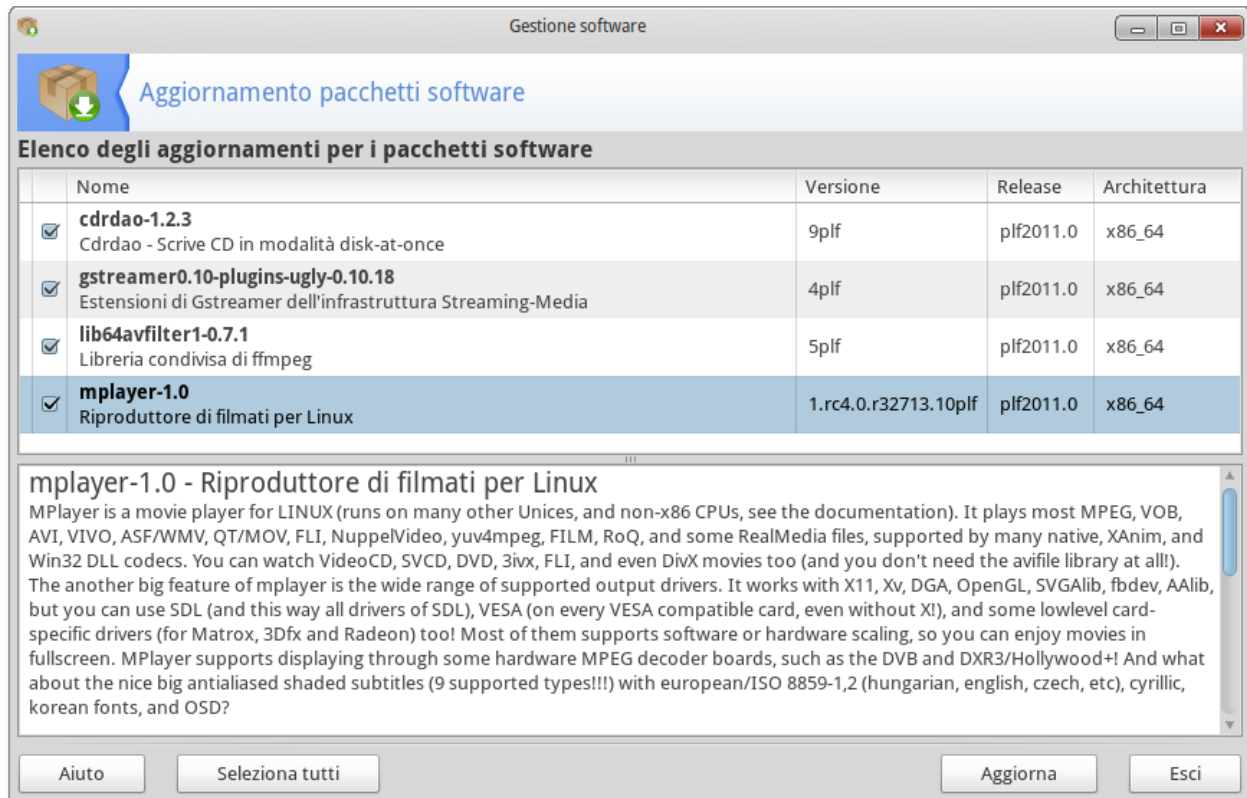 Gestione software
Aggiornamento pacchetti software
Elenco degli aggiornamenti per i pacchetti software
Nome Versione Release Architettura
cdrdao-1.2.3
Cdrdao - Scrive CD in modalità disk-at-once
9plf plf2011.0 x86_64
gstreamer0.10-plugins-ugly-0.10.18
Estensioni di Gstreamer dell'infrastruttura Streaming-Media
4plf plf2011.0 x86_64
lib64avfilter1-0.7.1
Libreria condivisa di ffmpeg
5plf plf2011.0 x86_64
mplayer-1.0
Riproduttore di filmati per Linux
1.rc4.0.r32713.10plf plf2011.0 x86_64
mplayer-1.0 - Riproduttore di filmati per Linux
MPlayer is a movie player for LINUX (runs on many other Unices, and non-x86 CPUs, see the documentation). It plays most MPEG, VOB,
AVI, VIVO, ASF/WMV, QT/MOV, FLI, NuppelVideo, yuv4mpeg, FILM, RoQ, and some RealMedia files, supported by many native, XAnim, and
Win32 DLL codecs. You can watch VideoCD, SVCD, DVD, 3ivx, FLI, and even DivX movies too (and you don't need the avifile library at all!).
The another big feature of mplayer is the wide range of supported output drivers. It works with X11, Xv, DGA, OpenGL, SVGAlib, fbdev, AAlib,
but you can use SDL (and this way all drivers of SDL), VESA (on every VESA compatible card, even without X!), and some lowlevel card-
specific drivers (for Matrox, 3Dfx and Radeon) too! Most of them supports software or hardware scaling, so you can enjoy movies in
fullscreen. MPlayer supports displaying through some hardware MPEG decoder boards, such as the DVB and DXR3/Hollywood+! And what
about the nice big antialiased shaded subtitles (9 supported types!!!) with european/ISO 8859-1,2 (hungarian, english, czech, etc), cyrillic,
korean fonts, and OSD?
Aiuto Seleziona tutti Aggiorna Esci